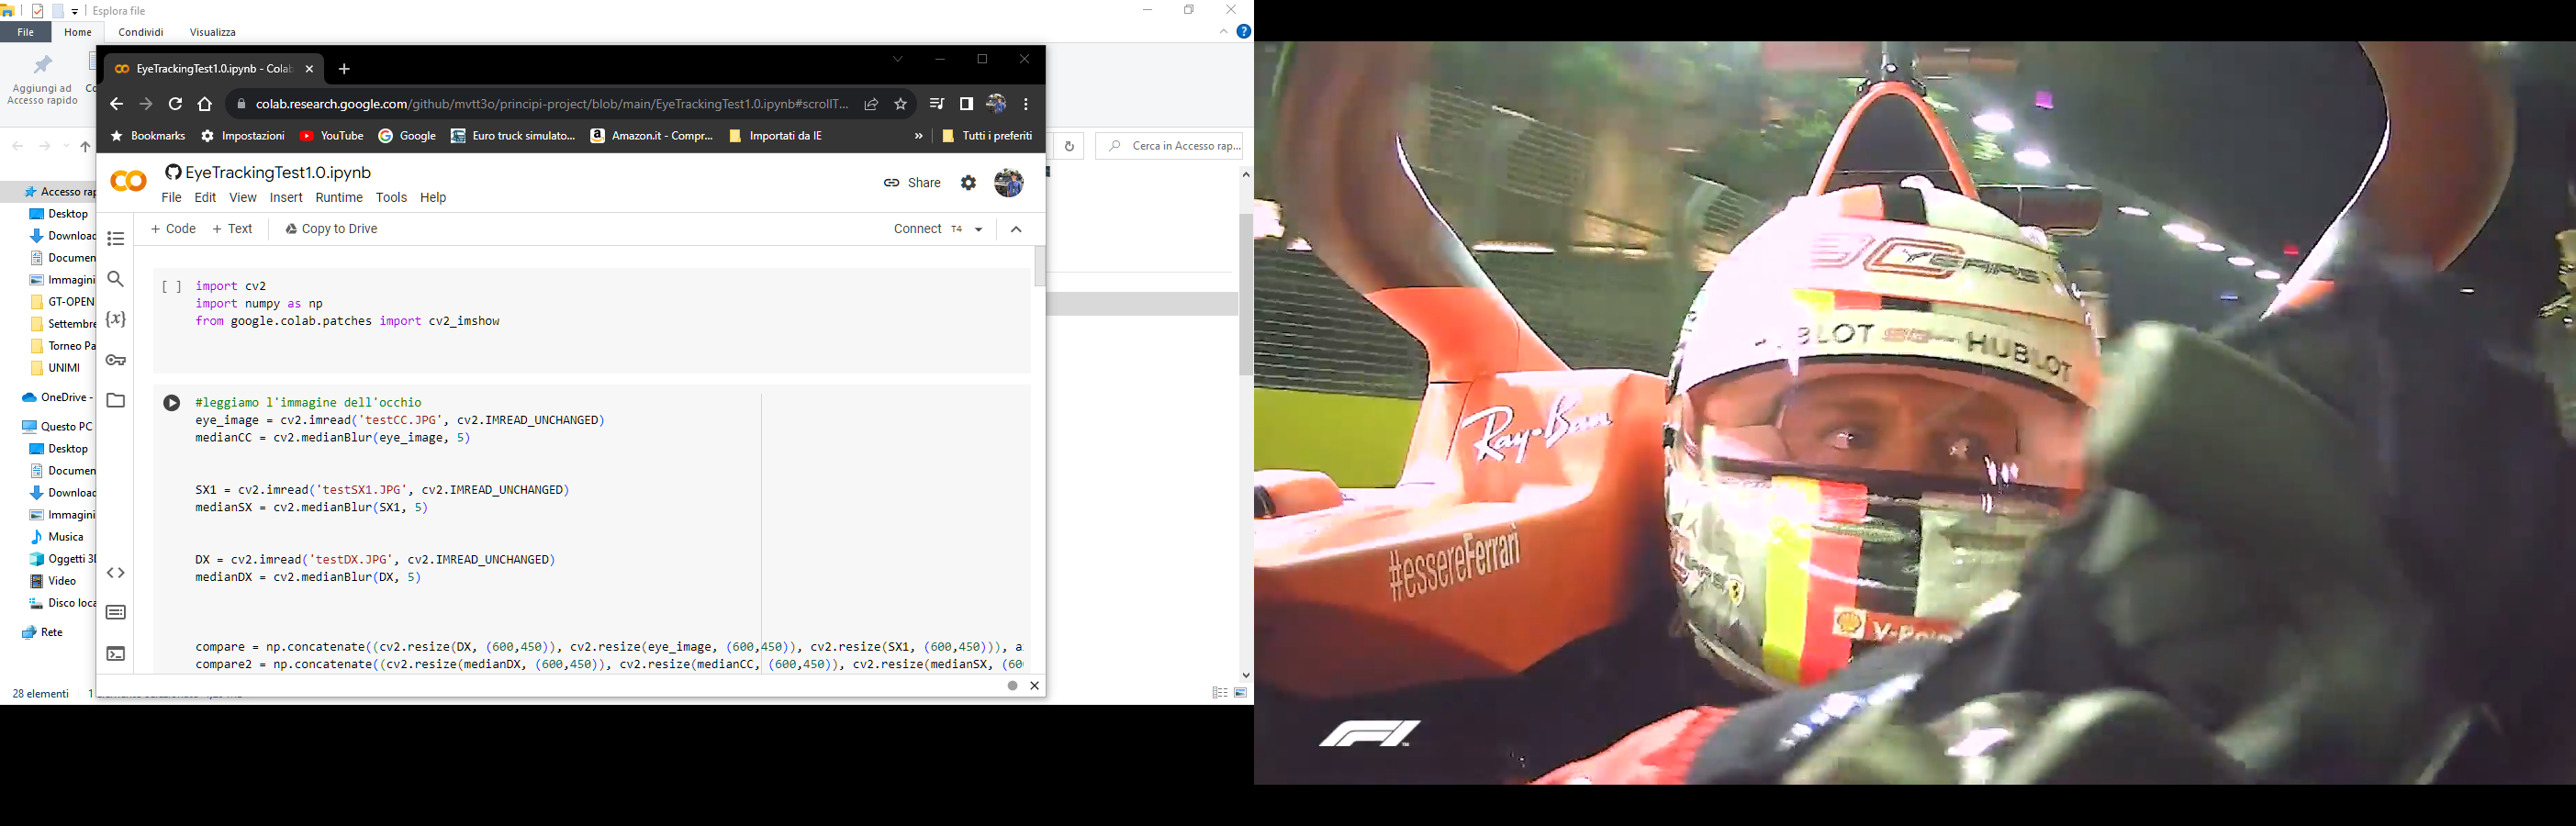 Esplora file
File
Home
Condividi
Visualizza
Aggiungi ad
Accesso rapido
EyeTrackingTest1.0.ipynb - Colab
colab.research.google.com/github/mvtt3o/principi-project/blob/main/EyeTrackingTest1.0.ipynb#scrollT...
Bookmarks
Impostazioni
YouTube
Google
Euro truck simulato...
Amazon.it - Compr...
Importati da IE
»
Tutti i preferiti
Cerca in Accesso rap...
EyeTrackingTest1.0.ipynb
File Edit View Insert Runtime Tools Help
Share
+ Code + Text
Copy to Drive
Connect T4
Accesso rap
Desktop
Download
Documen
Immagini
GT-OPEN
Settembre
Torneo Pa
UNIMI
OneDrive -
Questo PC
Desktop
Documen
Download
Immagini
Musica
Oggetti 3D
Video
Disco loca
Rete
28 elementi
{x}
[ ] import cv2
import numpy as np
from google.colab.patches import cv2_imshow
#leggiamo l'immagine dell'occhio
eye_image = cv2.imread('testCC.JPG', cv2.IMREAD_UNCHANGED)
medianCC = cv2.medianBlur(eye_image, 5)
SX1 = cv2.imread('testSX1.JPG', cv2.IMREAD_UNCHANGED)
medianSX = cv2.medianBlur(SX1, 5)
DX = cv2.imread('testDX.JPG', cv2.IMREAD_UNCHANGED)
medianDX = cv2.medianBlur(DX, 5)
compare = np.concatenate((cv2.resize(DX, (600,450)), cv2.resize(eye_image, (600,450)), cv2.resize(SX1, (600,450))), a
compare2 = np.concatenate((cv2.resize(medianDX, (600,450)), cv2.resize(medianCC, (600,450)), cv2.resize(medianSX, (60
HUBLOT
Ray-Ban
#essereFerrari
F1